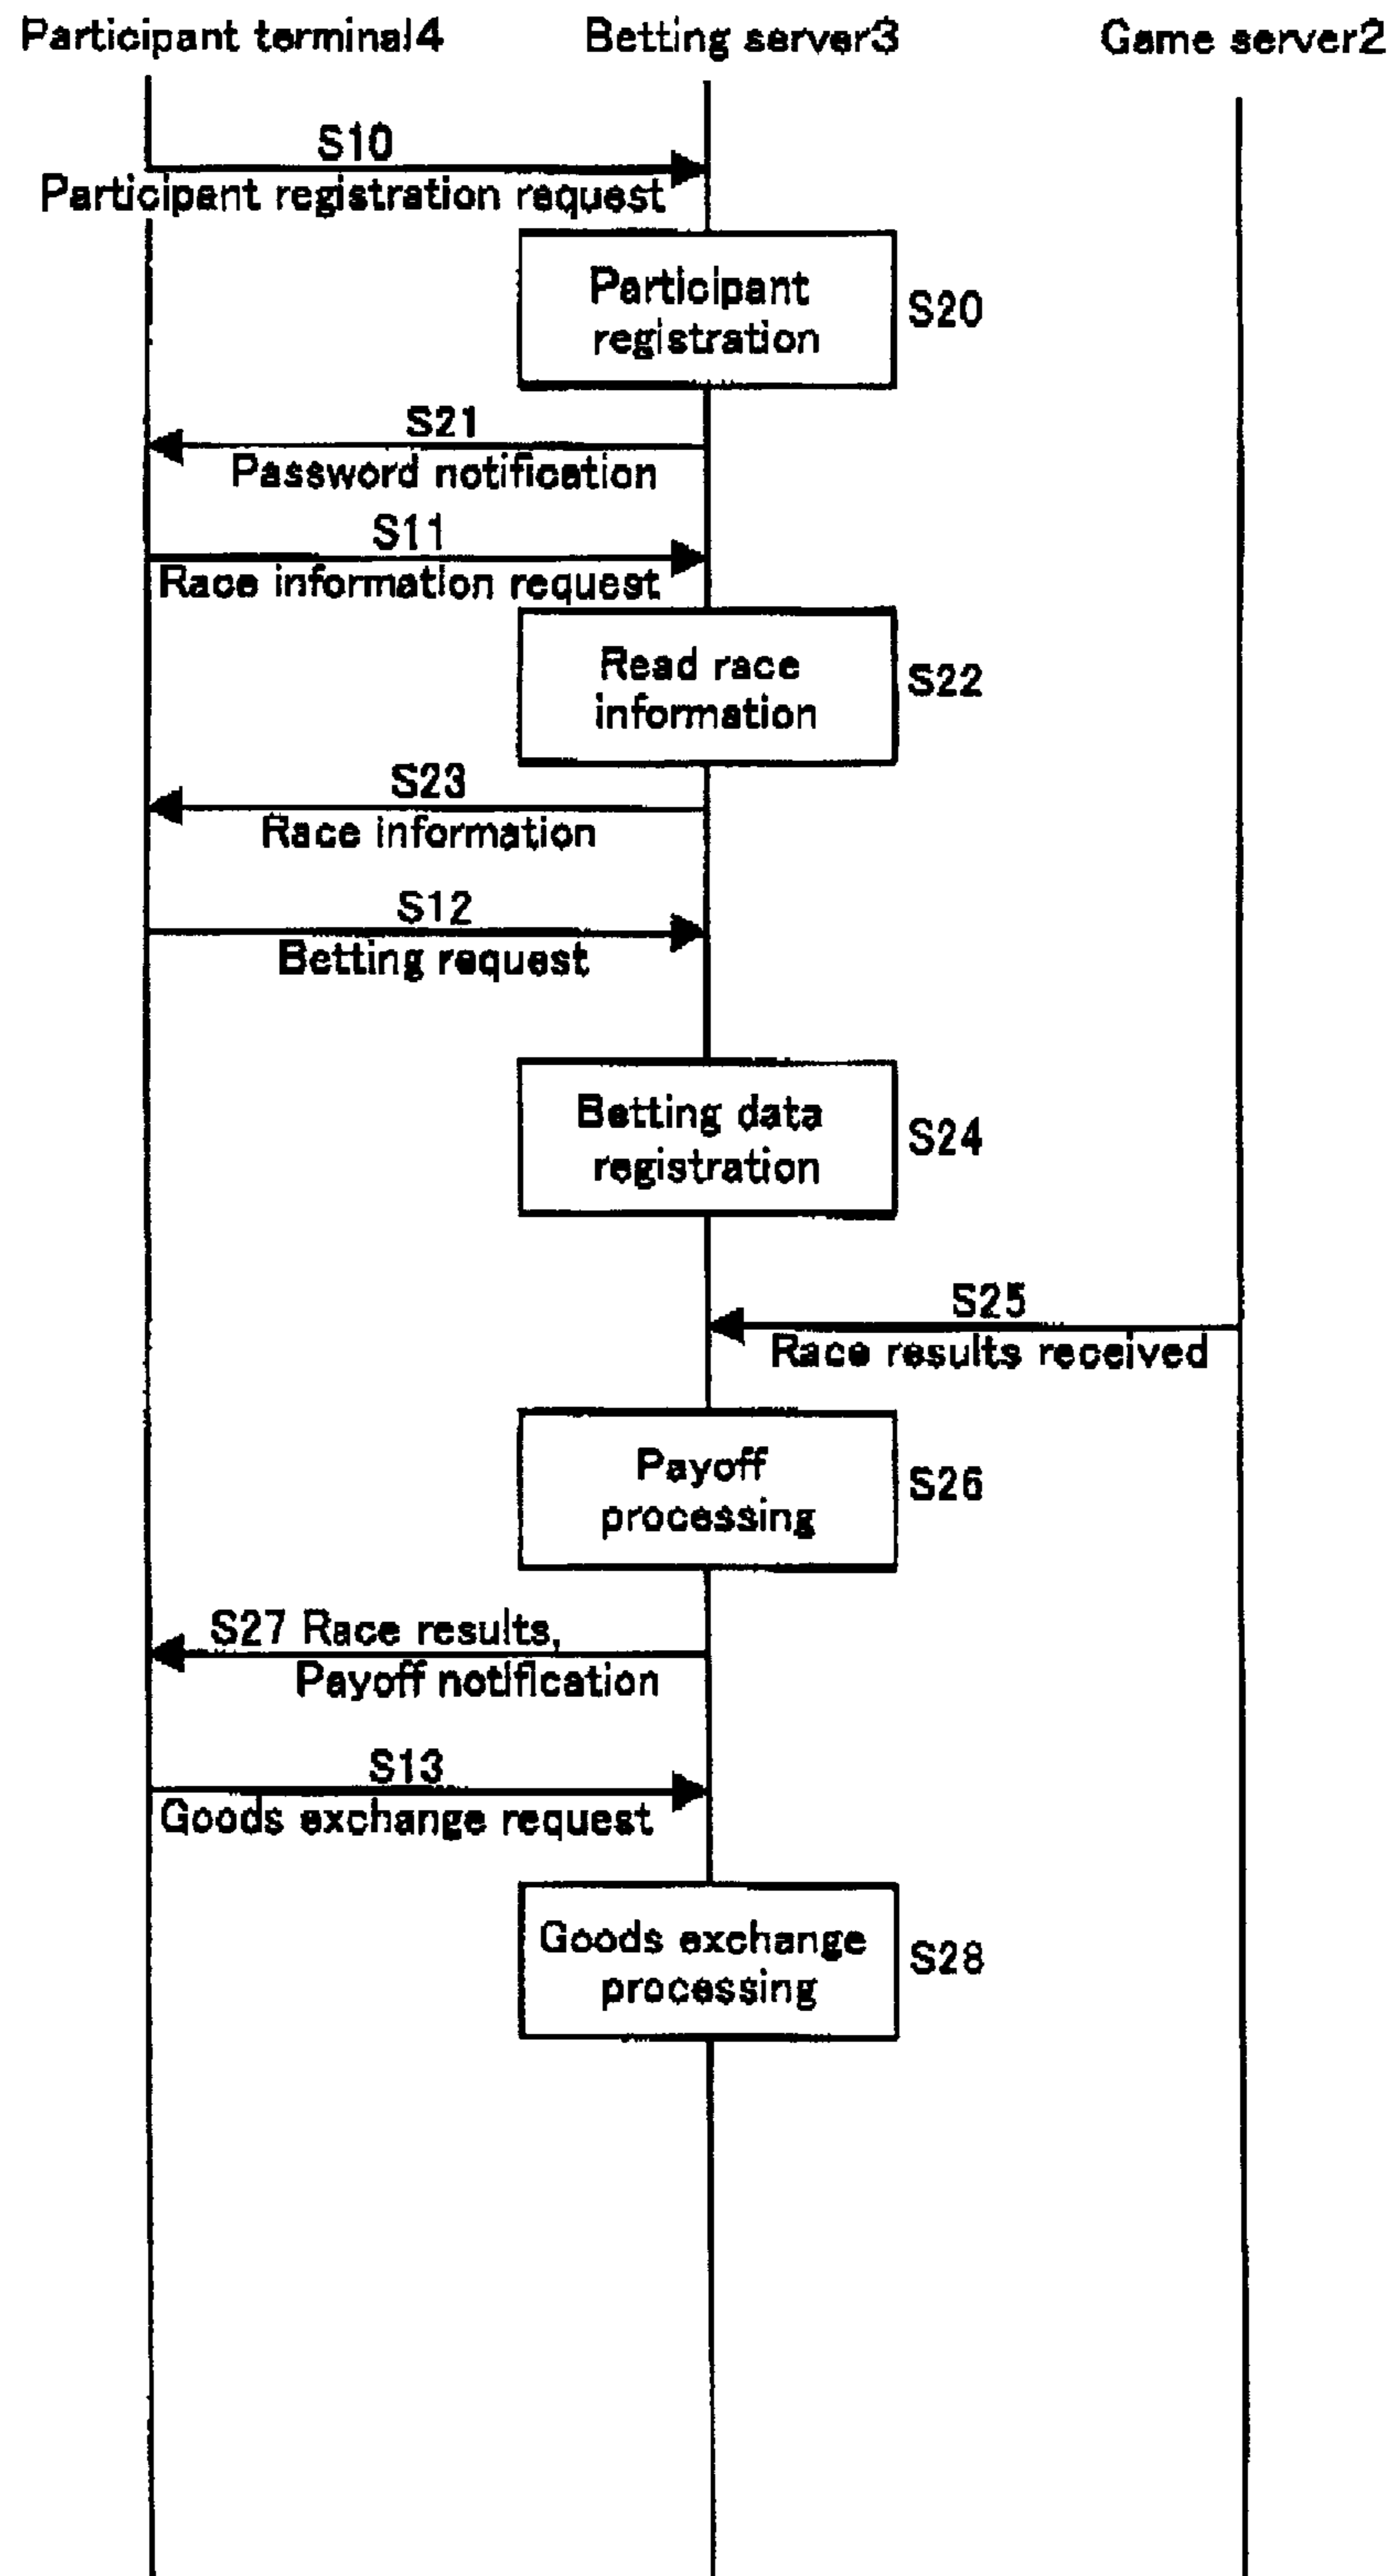 Participant terminal4
Betting server3
Game server2
S10
Participant registration request
Participant
registration
S20
S21
Password notification
S11
Race information request
Read race
information
S22
S23
Race information
S12
Betting request
Betting data
registration
S24
S25
Race results received
Payoff
processing
S26
S27 Race results,
Payoff notification
S13
Goods exchange request
Goods exchange
processing
S28